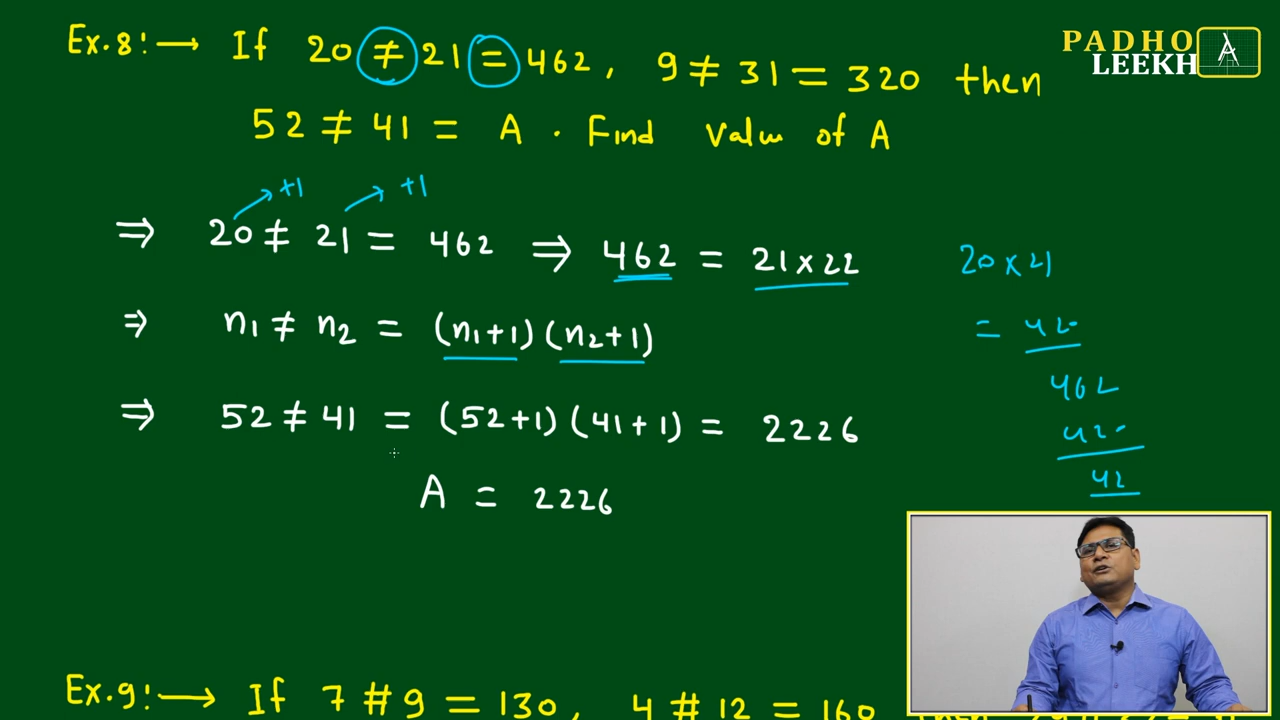 PADHO
LEEKH
Ex.8:→ If 20 ≠ 21 = 462, 9 ≠ 31 = 320 then
52 ≠ 41 = A. Find Value of A
+1 +1
⇒ 20 ≠ 21 = 462 ⇒ 462 = 21 × 22
20 × 21
⇒ n₁ ≠ n₂ = (n₁+1)(n₂+1)
= 420
462
420
42
⇒ 52 ≠ 41 = (52+1)(41+1) = 2226
A = 2226
Ex.9:→ If 7 # 9 = 130, 4 # 12 = 160